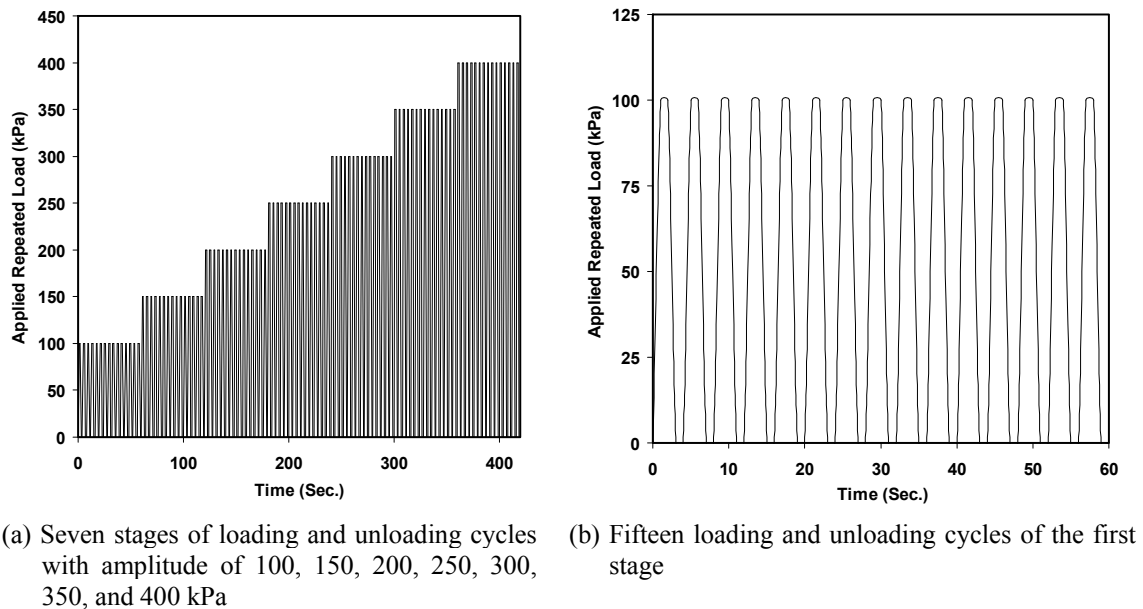 450
400
350
300
250
200
150
100
50
0
Applied Repeated Load (kPa)
0 100 200 300 400
Time (Sec.)
125
100
75
50
25
0
Applied Repeated Load (kPa)
0 10 20 30 40 50 60
Time (Sec.)
(a) Seven stages of loading and unloading cycles
with amplitude of 100, 150, 200, 250, 300,
350, and 400 kPa
(b) Fifteen loading and unloading cycles of the first
stage